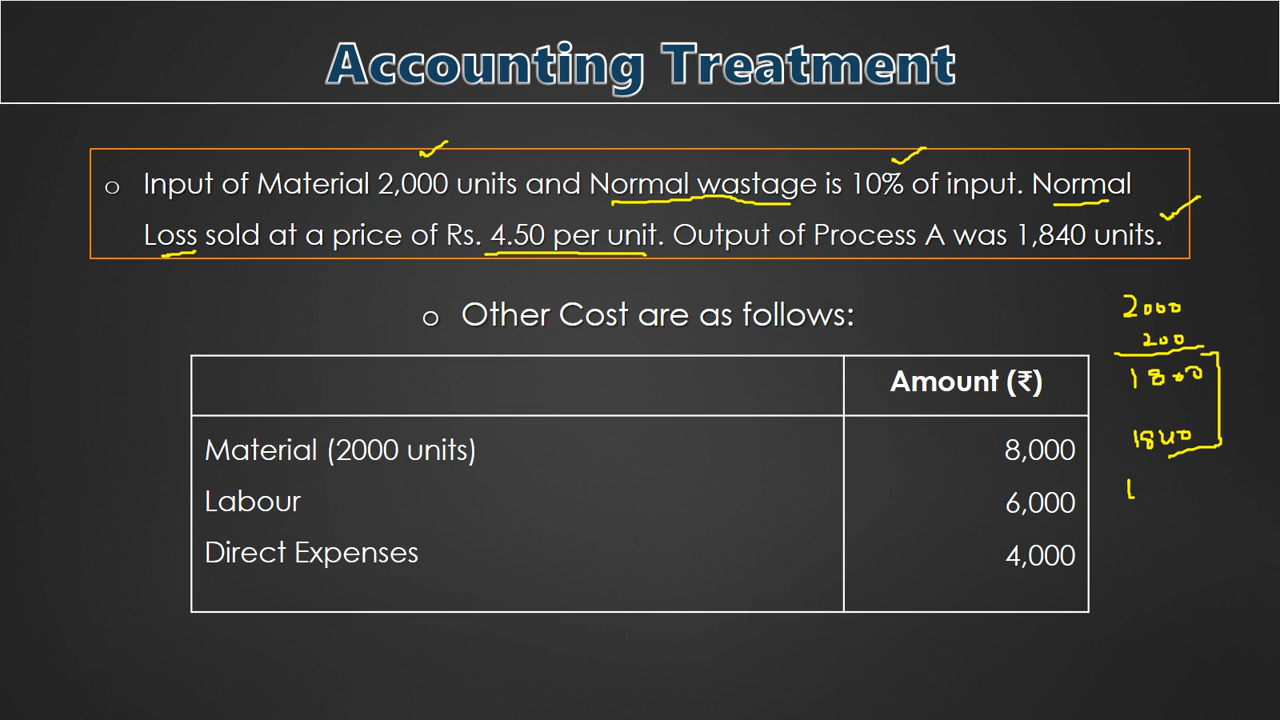 Accounting Treatment
○ Input of Material 2,000 units and Normal wastage is 10% of input. Normal
Loss sold at a price of Rs. 4.50 per unit. Output of Process A was 1,840 units.
○ Other Cost are as follows:
Amount (₹)
Material (2000 units) 8,000
Labour 6,000
Direct Expenses 4,000
2000
200
1800
1840
1